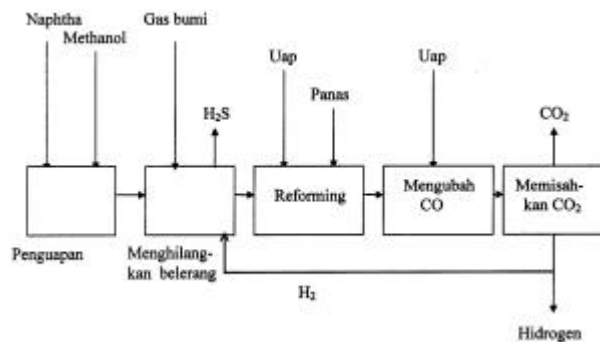 Naphtha
Methanol
Gas bumi
Uap
Panas
Uap
H₂S
CO₂
Reforming
Mengubah
CO
Memisah-
kan CO₂
Penguapan
Menghilang-
kan belerang
H₂
Hidrogen